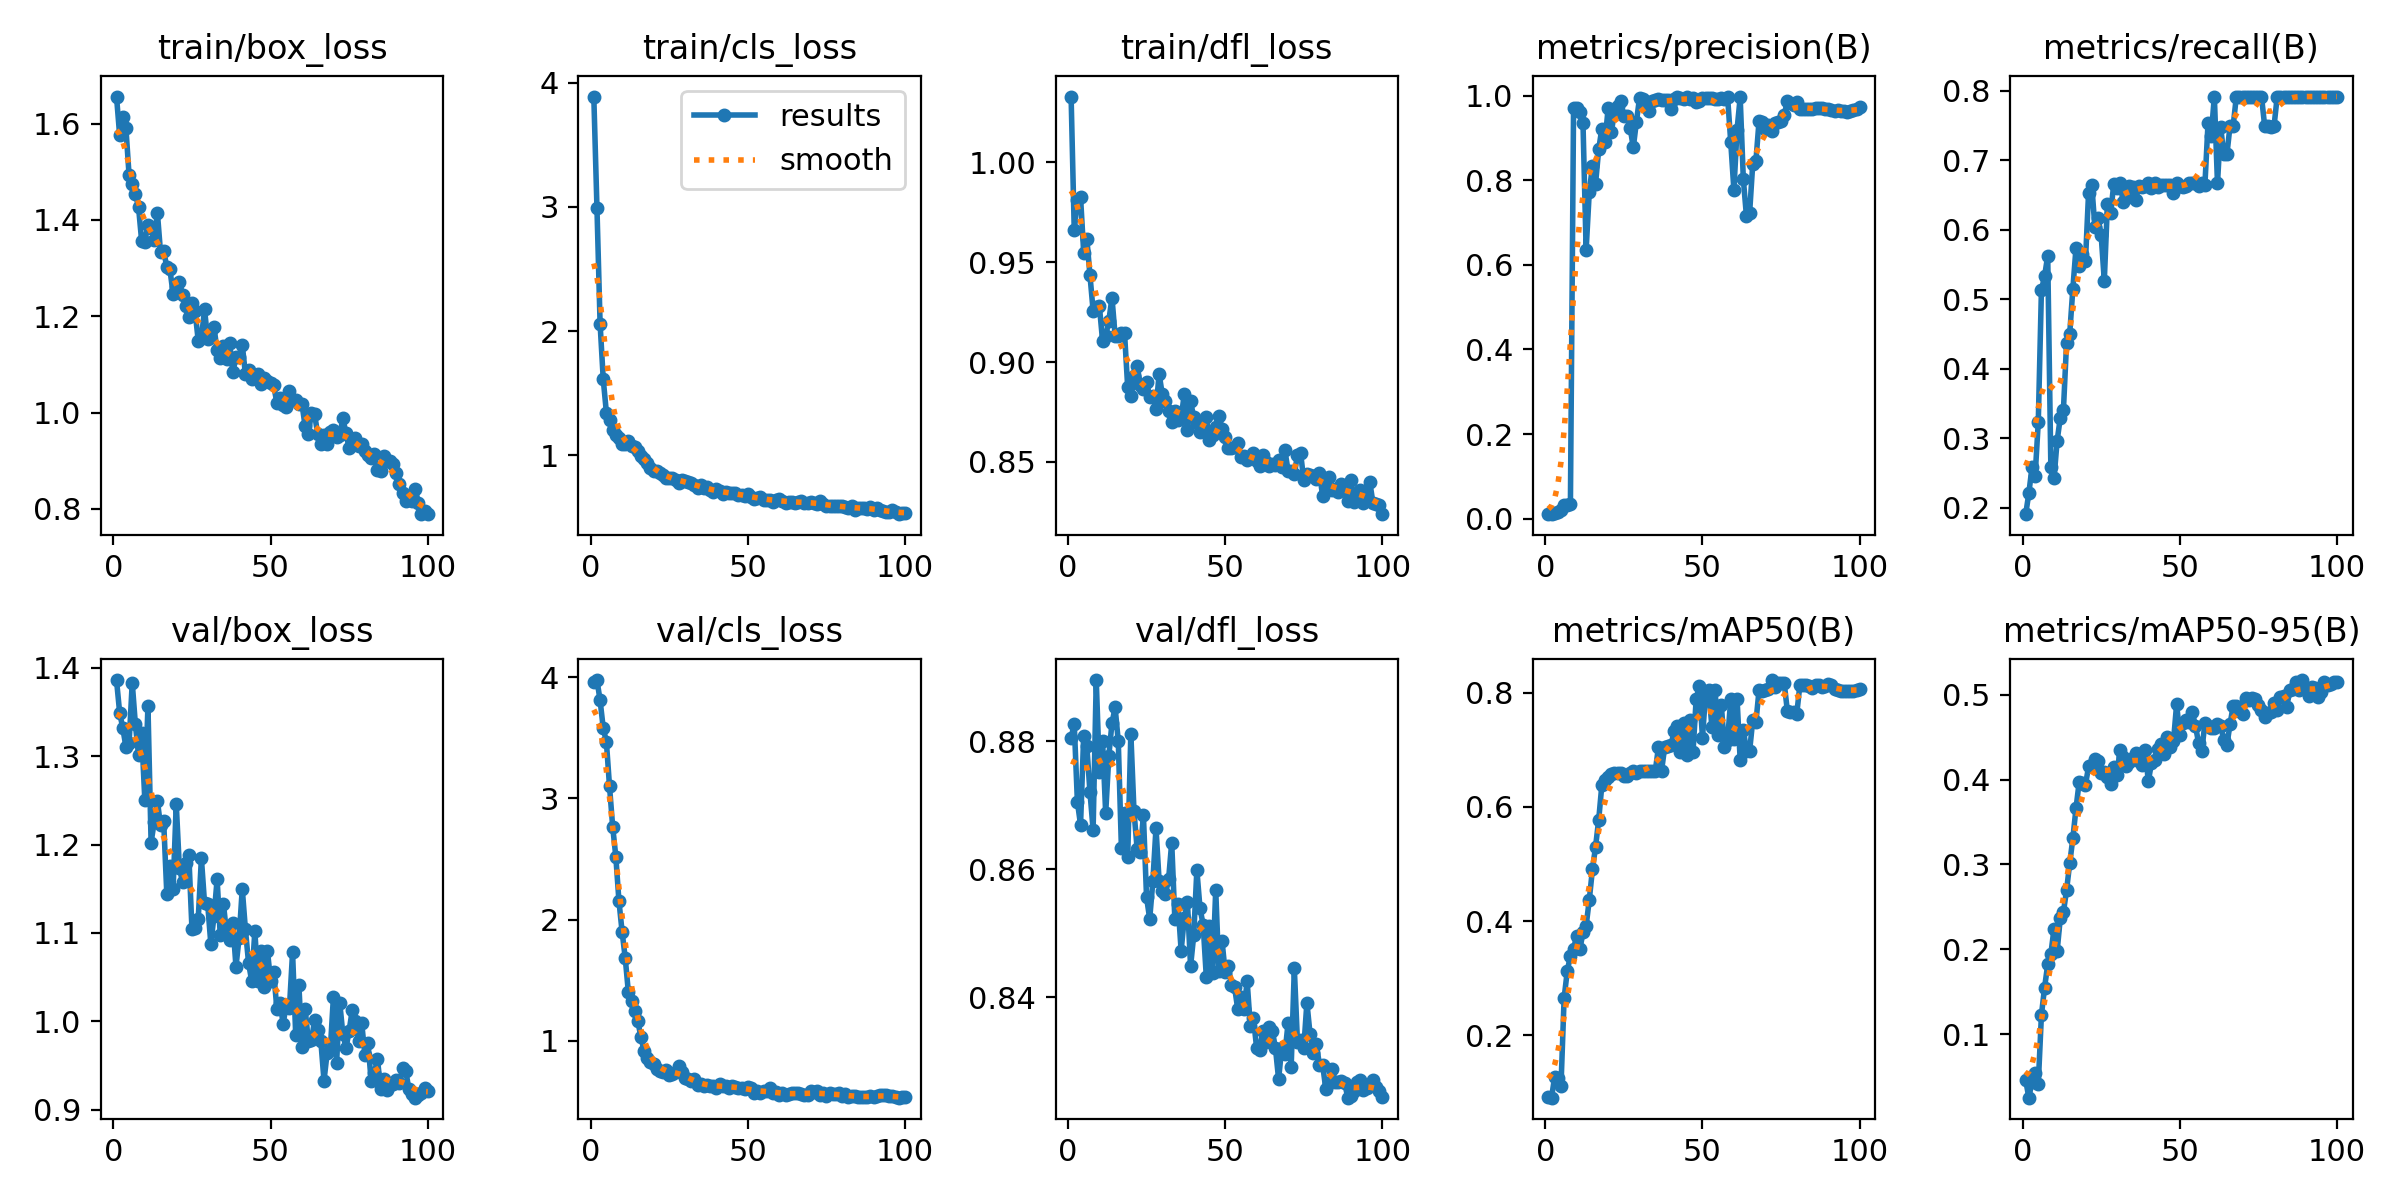 train/box_loss
1.6
1.4
1.2
1.0
0.8
0 50 100
train/cls_loss
4
3
2
1
0 50 100
results
smooth
train/dfl_loss
1.00
0.95
0.90
0.85
0 50 100
metrics/precision(B)
1.0
0.8
0.6
0.4
0.2
0.0
0 50 100
metrics/recall(B)
0.8
0.7
0.6
0.5
0.4
0.3
0.2
0 50 100
val/box_loss
1.4
1.3
1.2
1.1
1.0
0.9
0 50 100
val/cls_loss
4
3
2
1
0 50 100
val/dfl_loss
0.88
0.86
0.84
0 50 100
metrics/mAP50(B)
0.8
0.6
0.4
0.2
0 50 100
metrics/mAP50-95(B)
0.5
0.4
0.3
0.2
0.1
0 50 100